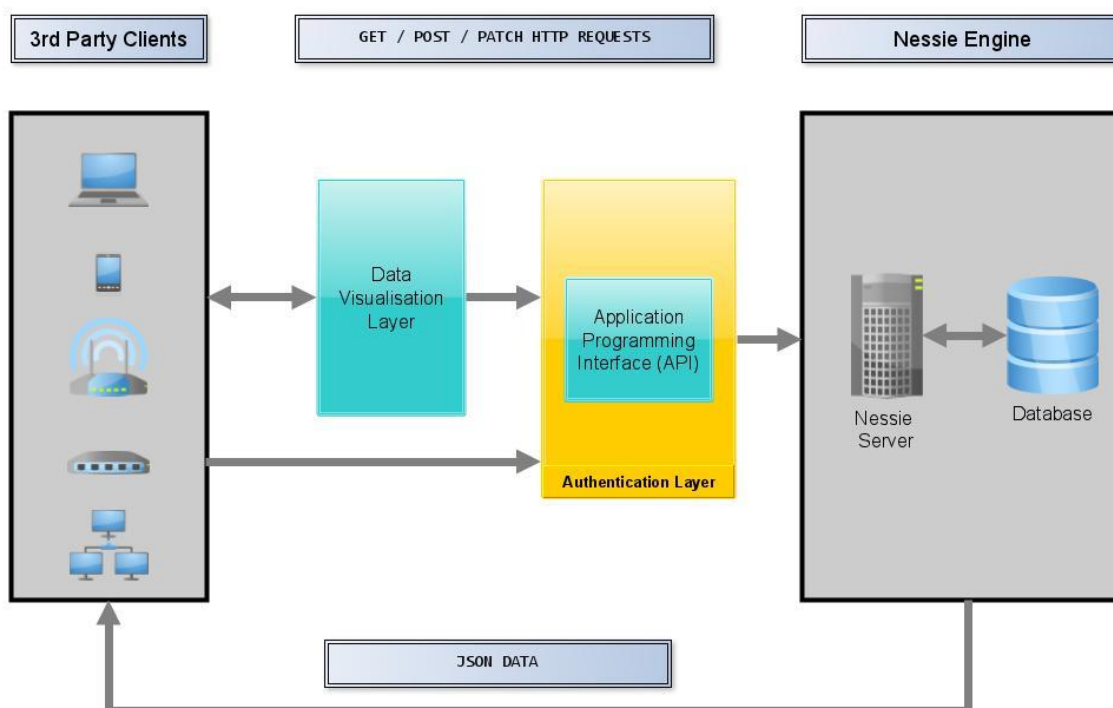 3rd Party Clients
GET / POST / PATCH HTTP REQUESTS
Nessie Engine
Data
Visualisation
Layer
Application
Programming
Interface (API)
Authentication Layer
Nessie
Server
Database
JSON DATA